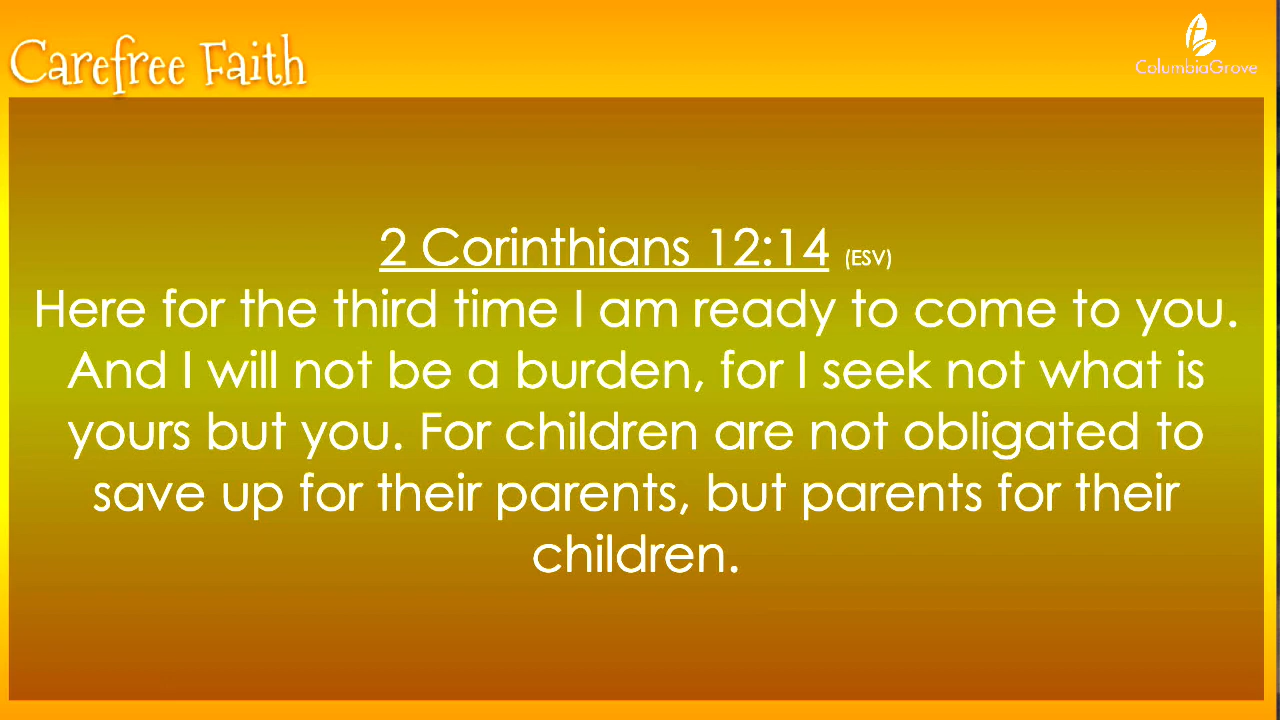 Carefree Faith
ColumbiaGrove
2 Corinthians 12:14 (ESV)
Here for the third time I am ready to come to you.
And I will not be a burden, for I seek not what is
yours but you. For children are not obligated to
save up for their parents, but parents for their
children.